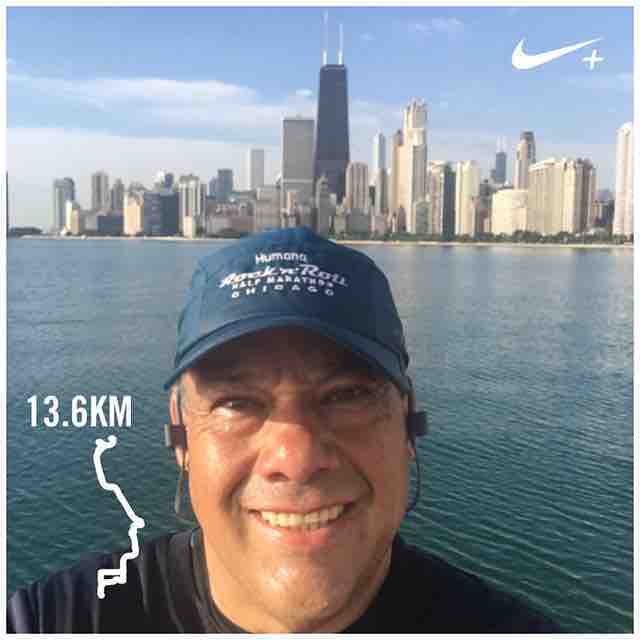 Humana
Rock'n'Roll
HALF MARATHON
CHICAGO
13.6KM